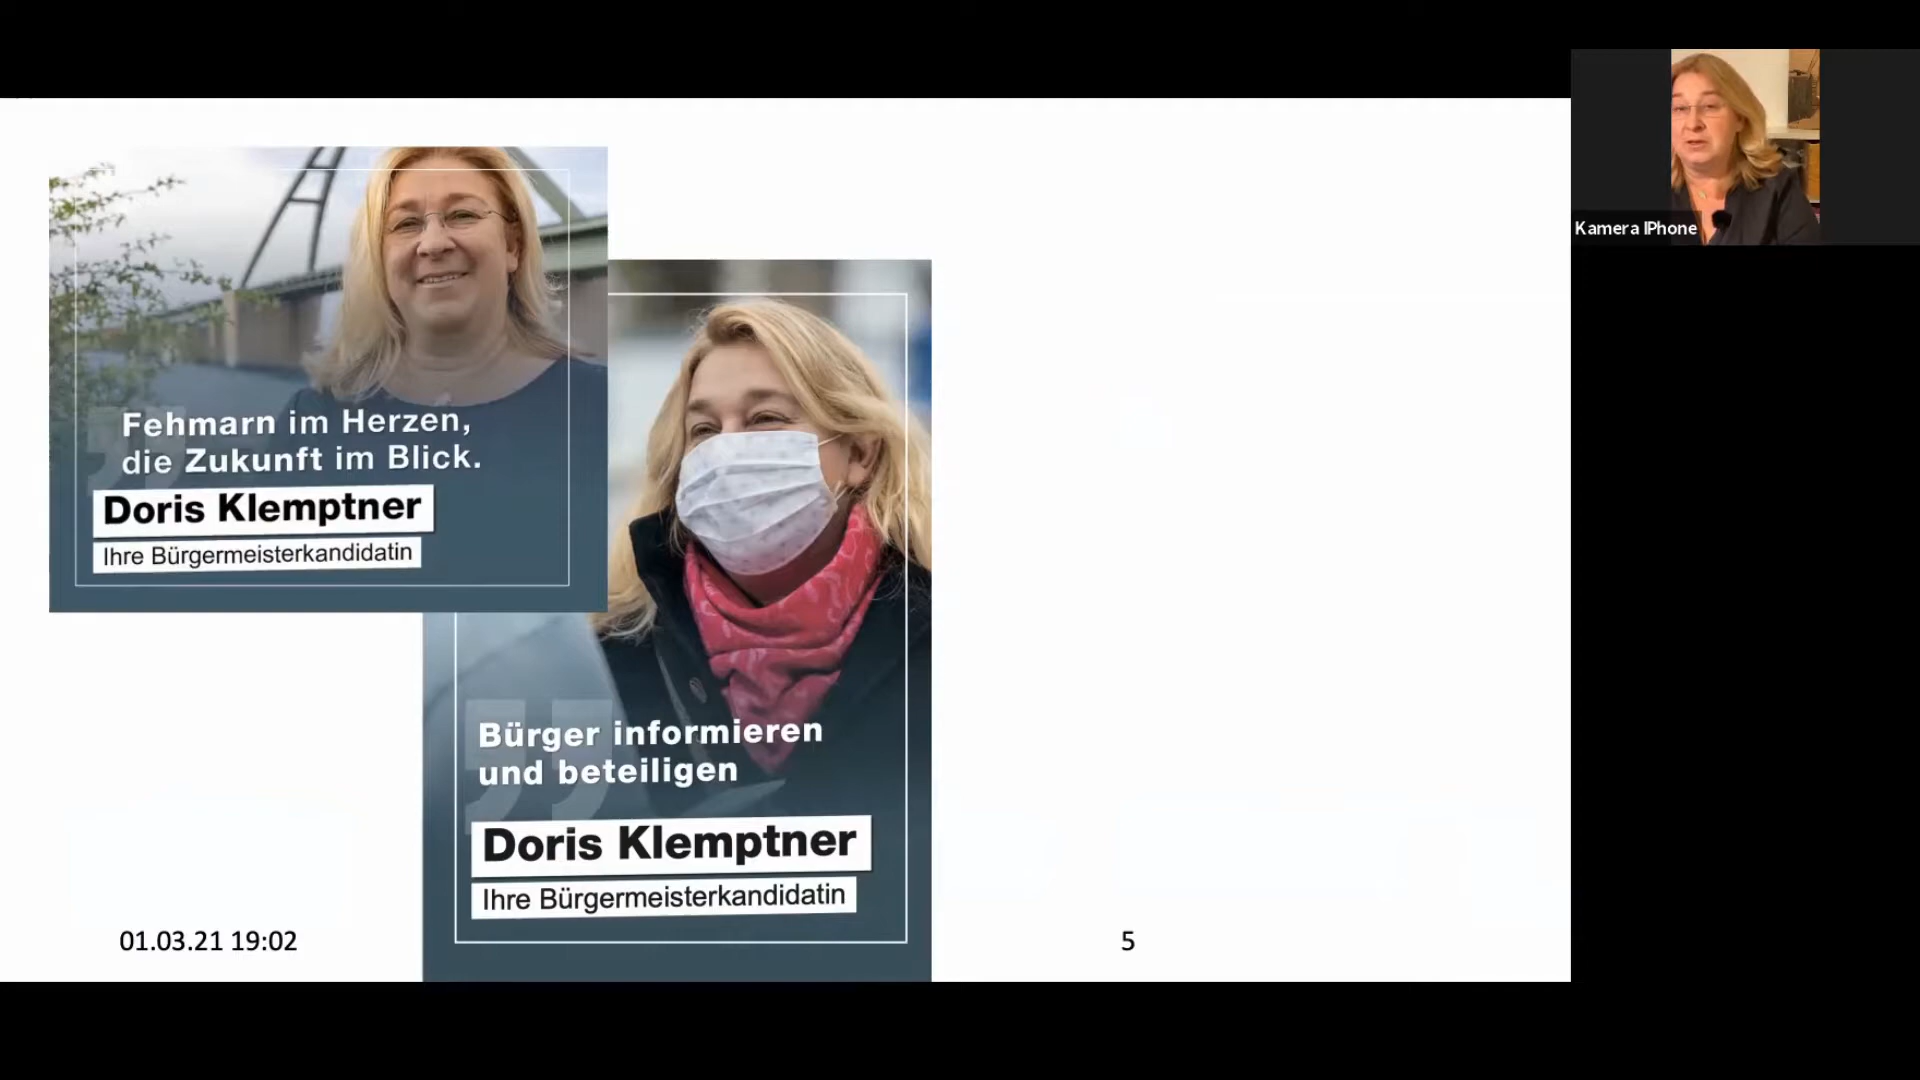 Kamera IPhone
Fehmarn im Herzen,
die Zukunft im Blick.
Doris Klemptner
Ihre Bürgermeisterkandidatin
Bürger informieren
und beteiligen
Doris Klemptner
Ihre Bürgermeisterkandidatin
01.03.21 19:02
5